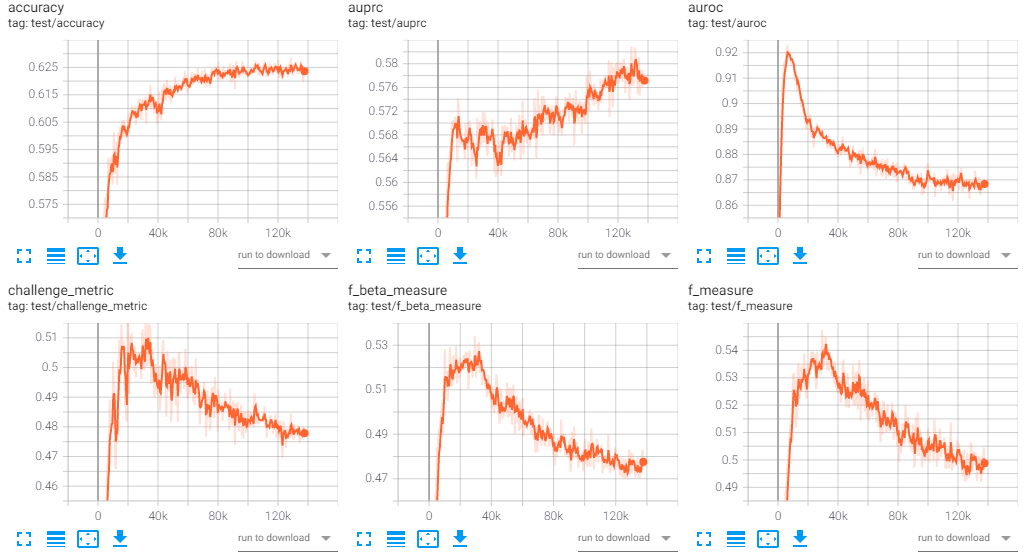 accuracy
tag: test/accuracy
0.625
0.615
0.605
0.595
0.585
0.575
0 40k 80k 120k
run to download
auprc
tag: test/auprc
0.58
0.576
0.572
0.568
0.564
0.56
0.556
0 40k 80k 120k
run to download
auroc
tag: test/auroc
0.92
0.91
0.9
0.89
0.88
0.87
0.86
0 40k 80k 120k
run to download
challenge_metric
tag: test/challenge_metric
0.51
0.5
0.49
0.48
0.47
0.46
0 40k 80k 120k
run to download
f_beta_measure
tag: test/f_beta_measure
0.53
0.51
0.49
0.47
0 40k 80k 120k
run to download
f_measure
tag: test/f_measure
0.54
0.53
0.52
0.51
0.5
0.49
0 40k 80k 120k
run to download